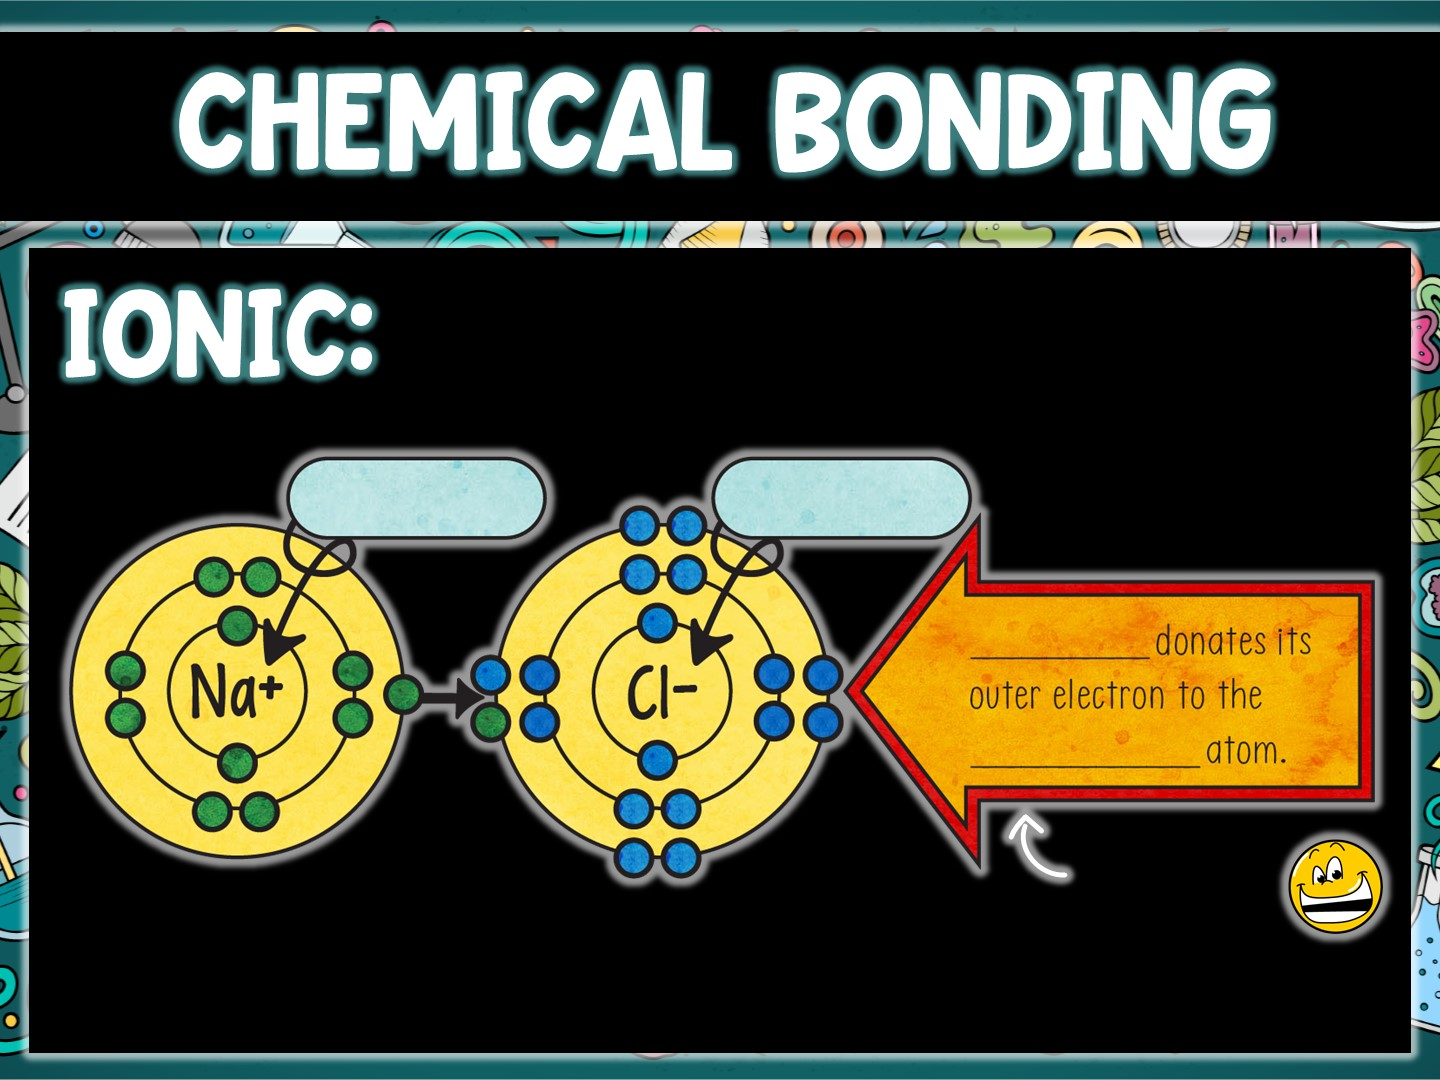 CHEMICAL BONDING
IONIC:
Na+
Cl-
__________ donates its
outer electron to the
_____________ atom.